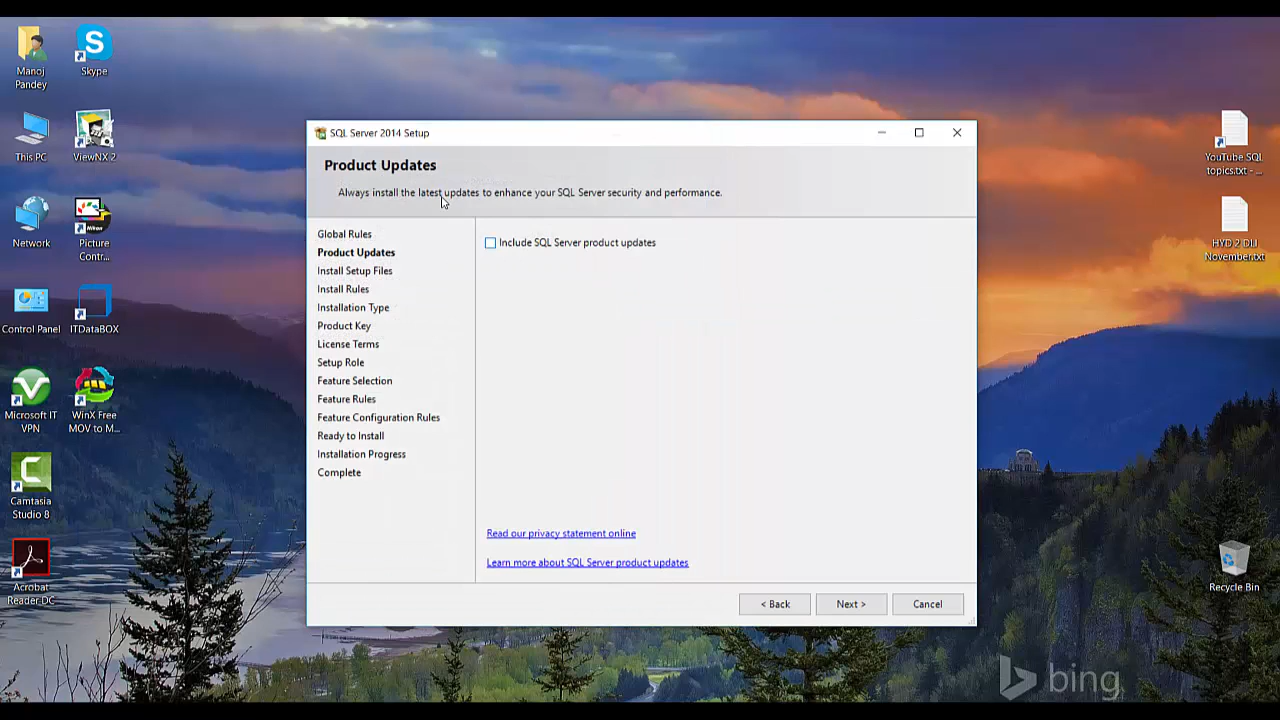 Manoj
Pandey
Skype
This PC
ViewNX 2
Network
Picture
Contr...
Nikon
Control Panel
ITDataBOX
Microsoft IT
VPN
WinX Free
MOV to M...
Camtasia
Studio 8
Acrobat
Reader DC
SQL Server 2014 Setup
Product Updates
Always install the latest updates to enhance your SQL Server security and performance.
Global Rules
Product Updates
Install Setup Files
Install Rules
Installation Type
Product Key
License Terms
Setup Role
Feature Selection
Feature Rules
Feature Configuration Rules
Ready to Install
Installation Progress
Complete
Include SQL Server product updates
Read our privacy statement online
Learn more about SQL Server product updates
< Back
Next >
Cancel
YouTube SQL
topics.txt - ...
HYD 2 DLI
November.txt
Recycle Bin
bing